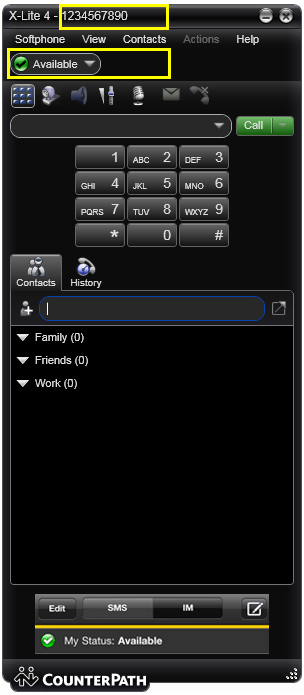 X-Lite 4 - 1234567890
Softphone View Contacts Actions Help
Available
Call
1 ABC 2 DEF 3
GHI 4 JKL 5 MNO 6
PQRS 7 TUV 8 WXYZ 9
* 0 #
Contacts History
Family (0)
Friends (0)
Work (0)
Edit SMS IM
My Status: Available
COUNTERPATH